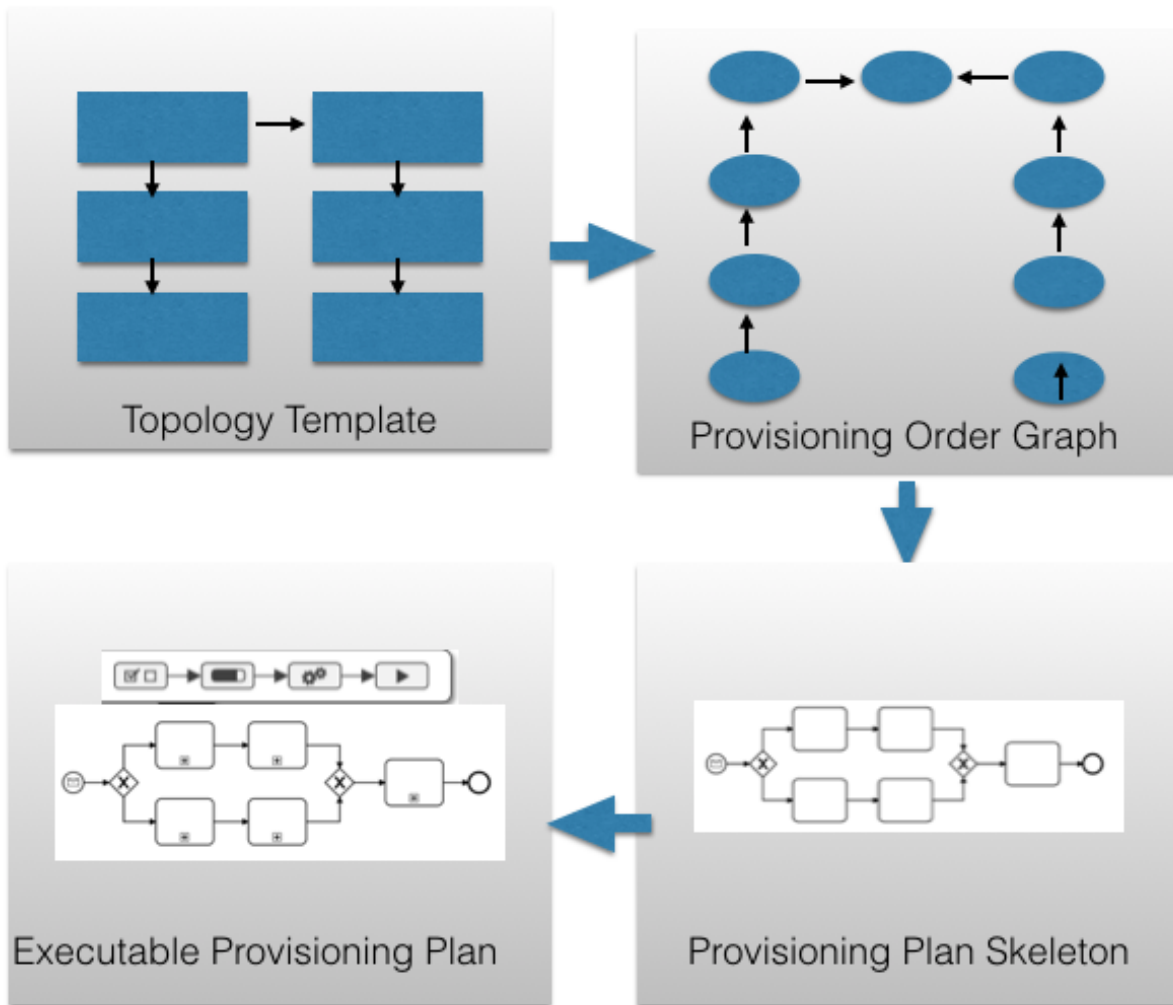 Topology Template
Provisioning Order Graph
Executable Provisioning Plan
Provisioning Plan Skeleton